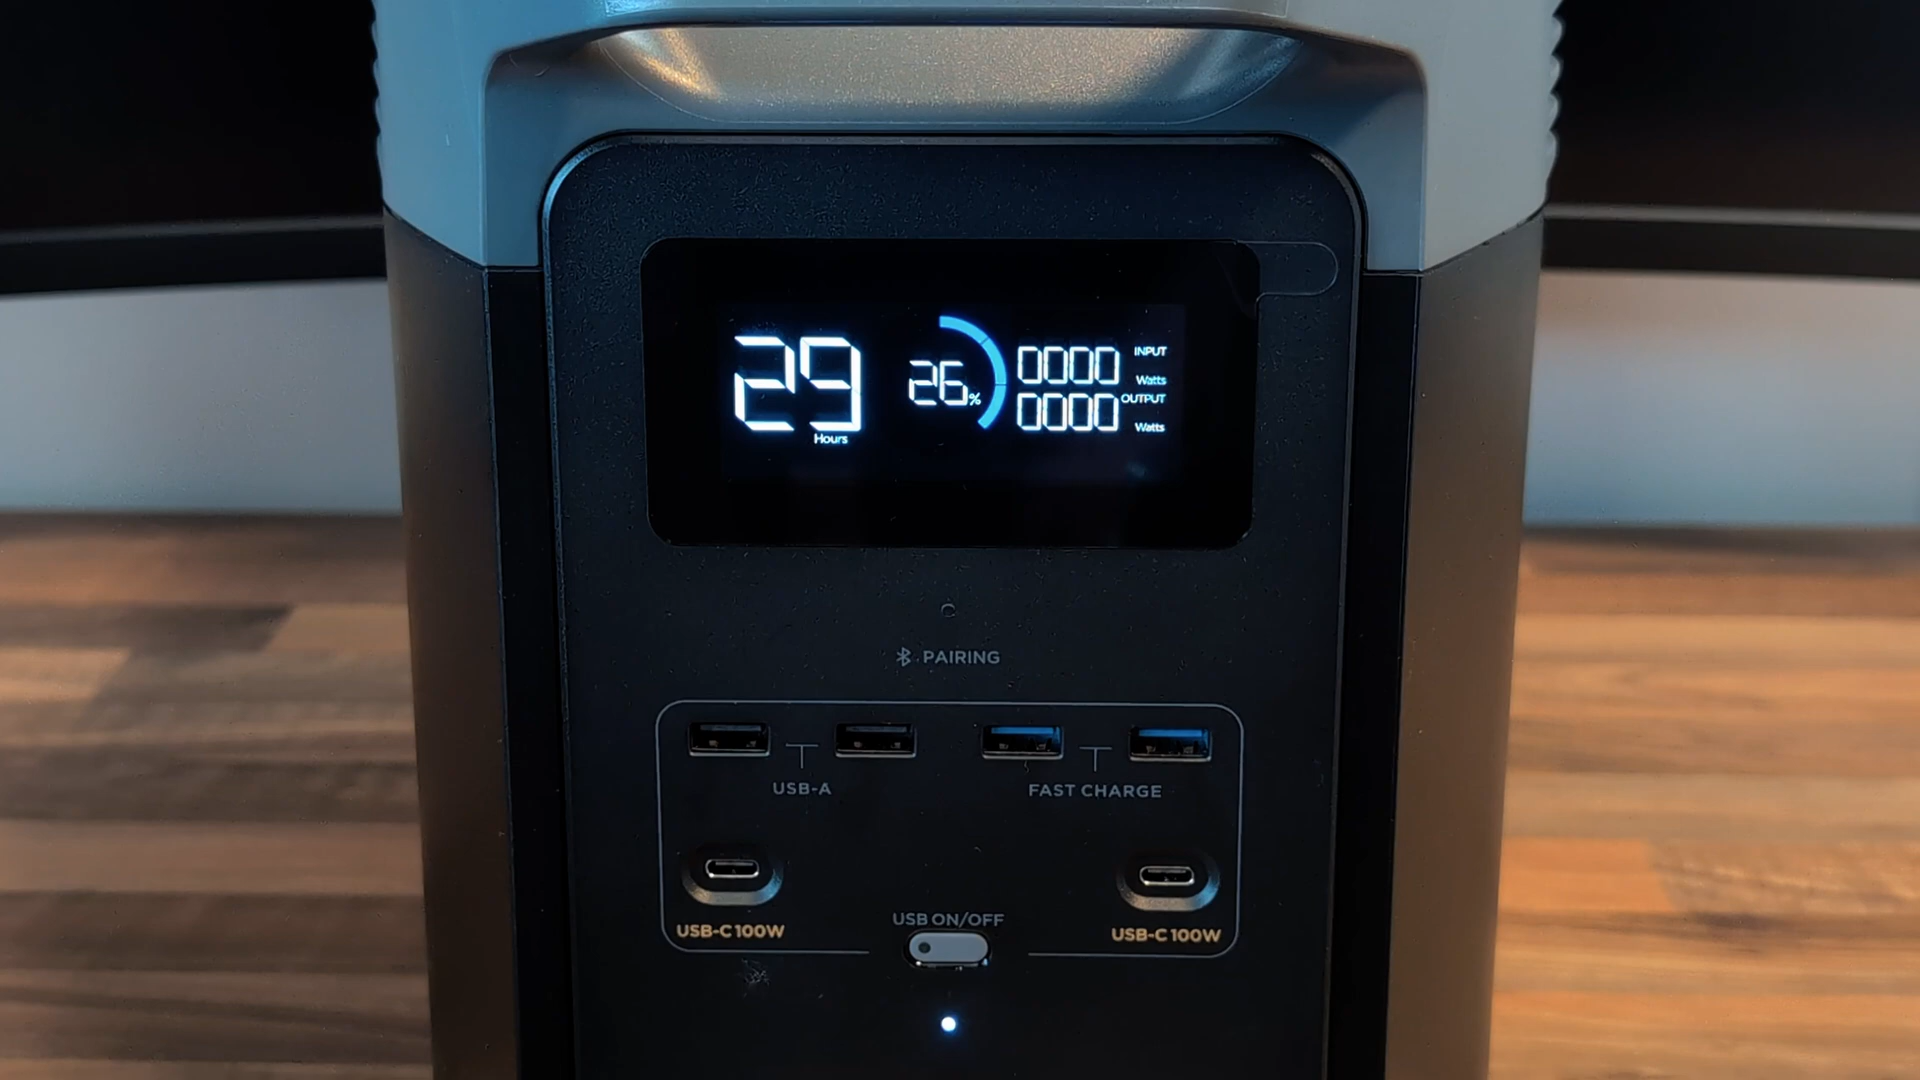 29
Hours
26%
0000 INPUT
Watts
0000 OUTPUT
Watts
PAIRING
USB-A
FAST CHARGE
USB-C 100W
USB ON/OFF
USB-C 100W